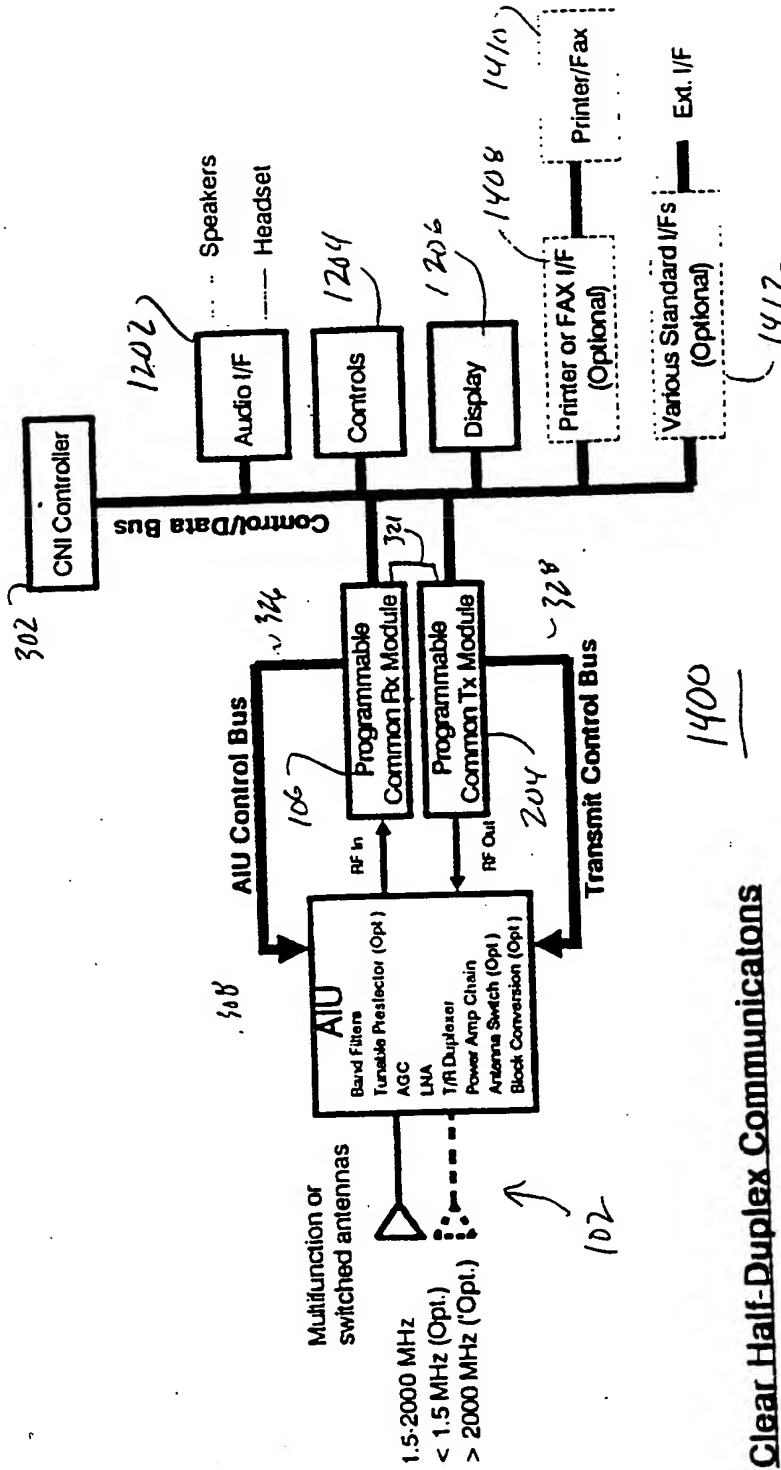 302
CNI Controller
Control/Data Bus
1202
Audio I/F
Speakers
Headset
1204
Controls
1206
Display
1408
Printer or FAX I/F
(Optional)
1410
Printer/Fax
Various Standard I/Fs
(Optional)
Ext. I/F
1412
AIU Control Bus
326
106
Programmable
Common Rx Module
321
Programmable
Common Tx Module
204
328
Transmit Control Bus
RF In
RF Out
308
AIU
Band Filters
Tunable Preslector (Opt)
AGC
LNA
T/R Duplexer
Power Amp Chain
Antenna Switch (Opt)
Block Conversion (Opt)
Multifunction or
switched antennas
1.5-2000 MHz
< 1.5 MHz (Opt.)
> 2000 MHz ('Opt.)
102
1400
Clear Half-Duplex Communicatons